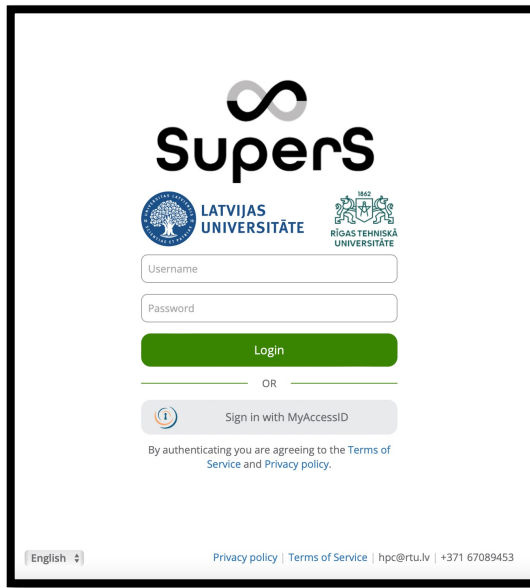 SuperS
LATVIJAS
UNIVERSITĀTE
1862
RĪGAS TEHNISKĀ
UNIVERSITĀTE
Username
Password
Login
OR
Sign in with MyAccessID
By authenticating you are agreeing to the Terms of
Service and Privacy policy.
English
Privacy policy | Terms of Service | hpc@rtu.lv | +371 67089453